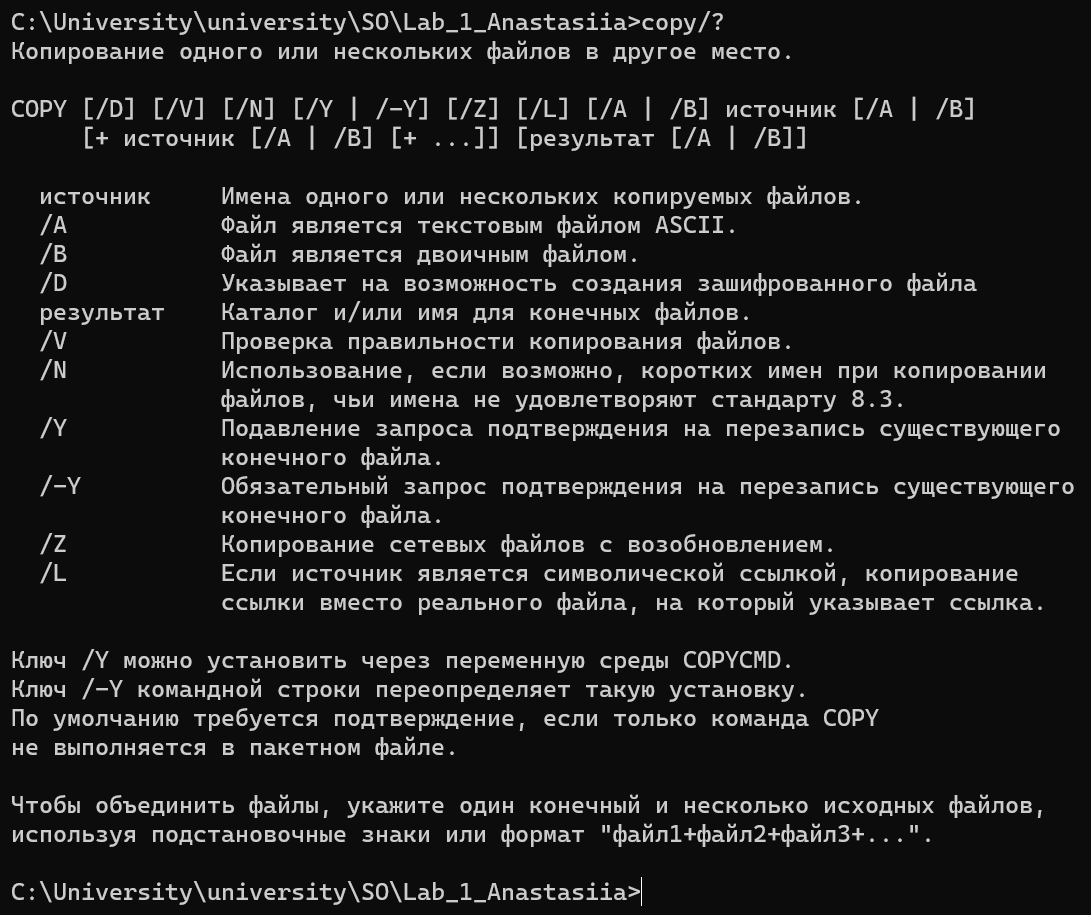 C:\University\university\SO\Lab_1_Anastasiia>copy/?
Копирование одного или нескольких файлов в другое место.
COPY [/D] [/V] [/N] [/Y | /-Y] [/Z] [/L] [/A | /B] источник [/A | /B]
[+ источник [/A | /B] [+ ...]] [результат [/A | /B]]
источник Имена одного или нескольких копируемых файлов.
/A Файл является текстовым файлом ASCII.
/B Файл является двоичным файлом.
/D Указывает на возможность создания зашифрованного файла
результат Каталог и/или имя для конечных файлов.
/V Проверка правильности копирования файлов.
/N Использование, если возможно, коротких имен при копировании
файлов, чьи имена не удовлетворяют стандарту 8.3.
/Y Подавление запроса подтверждения на перезапись существующего
конечного файла.
/-Y Обязательный запрос подтверждения на перезапись существующего
конечного файла.
/Z Копирование сетевых файлов с возобновлением.
/L Если источник является символической ссылкой, копирование
ссылки вместо реального файла, на который указывает ссылка.
Ключ /Y можно установить через переменную среды COPYCMD.
Ключ /-Y командной строки переопределяет такую установку.
По умолчанию требуется подтверждение, если только команда COPY
не выполняется в пакетном файле.
Чтобы объединить файлы, укажите один конечный и несколько исходных файлов,
используя подстановочные знаки или формат "файл1+файл2+файл3+...".
C:\University\university\SO\Lab_1_Anastasiia>